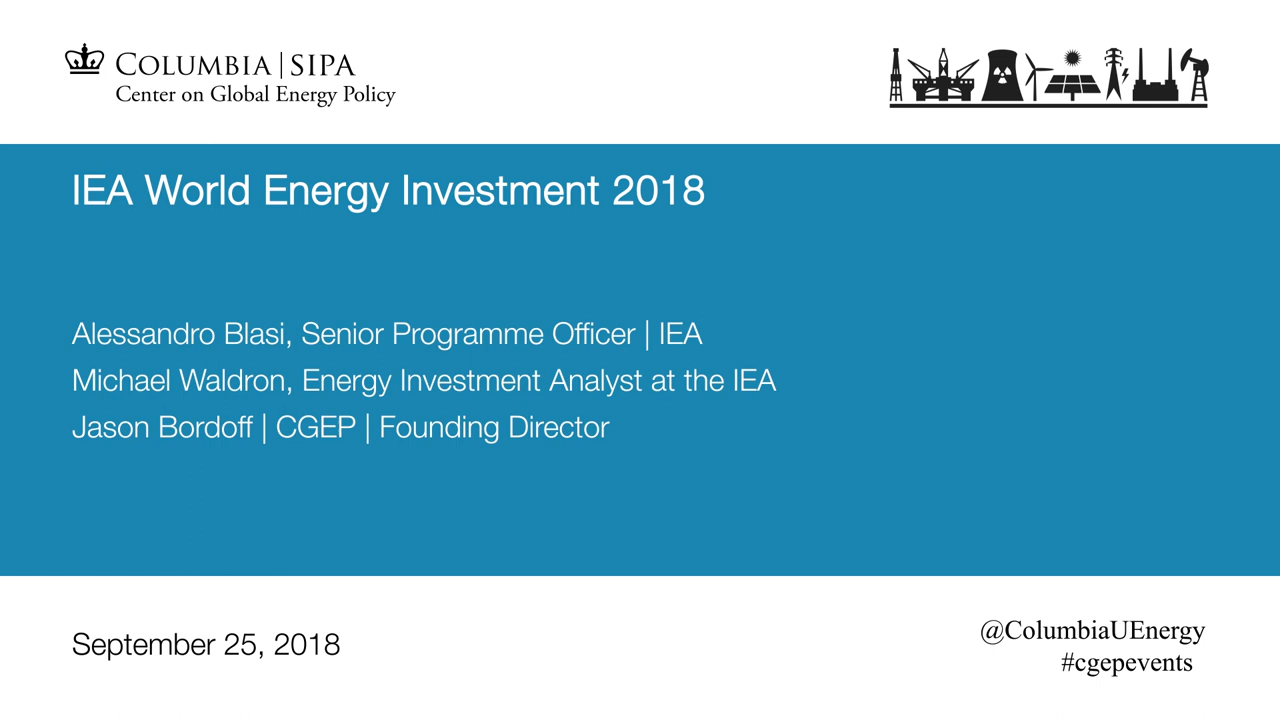 COLUMBIA | SIPA
Center on Global Energy Policy
IEA World Energy Investment 2018
Alessandro Blasi, Senior Programme Officer | IEA
Michael Waldron, Energy Investment Analyst at the IEA
Jason Bordoff | CGEP | Founding Director
September 25, 2018
@ColumbiaUEnergy
#cgepevents